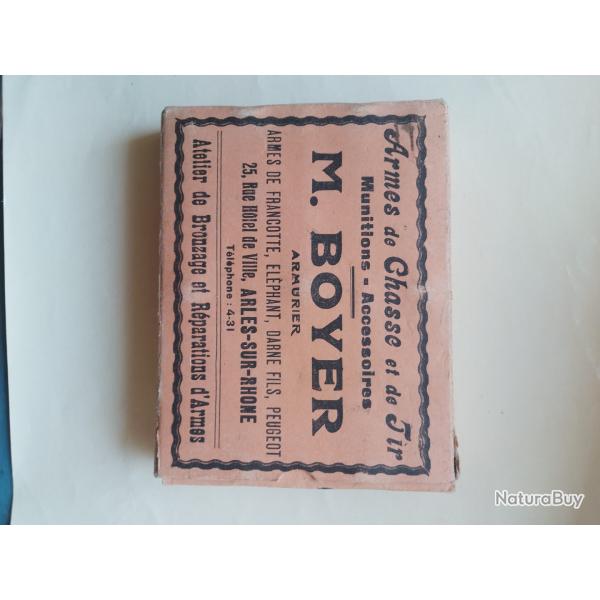 Armes de Chasse et de Tir
Munitions - Accessoires
M. BOYER
ARMURIER
ARMES DE FRANCOTTE, ELÉPHANT, DARNE FILS, PEUGEOT
25, Rue Hôtel de Ville, ARLES-SUR-RHONE
Téléphone : 4-31
Atelier de Bronzage et Réparations d'Armes
NaturaBuy